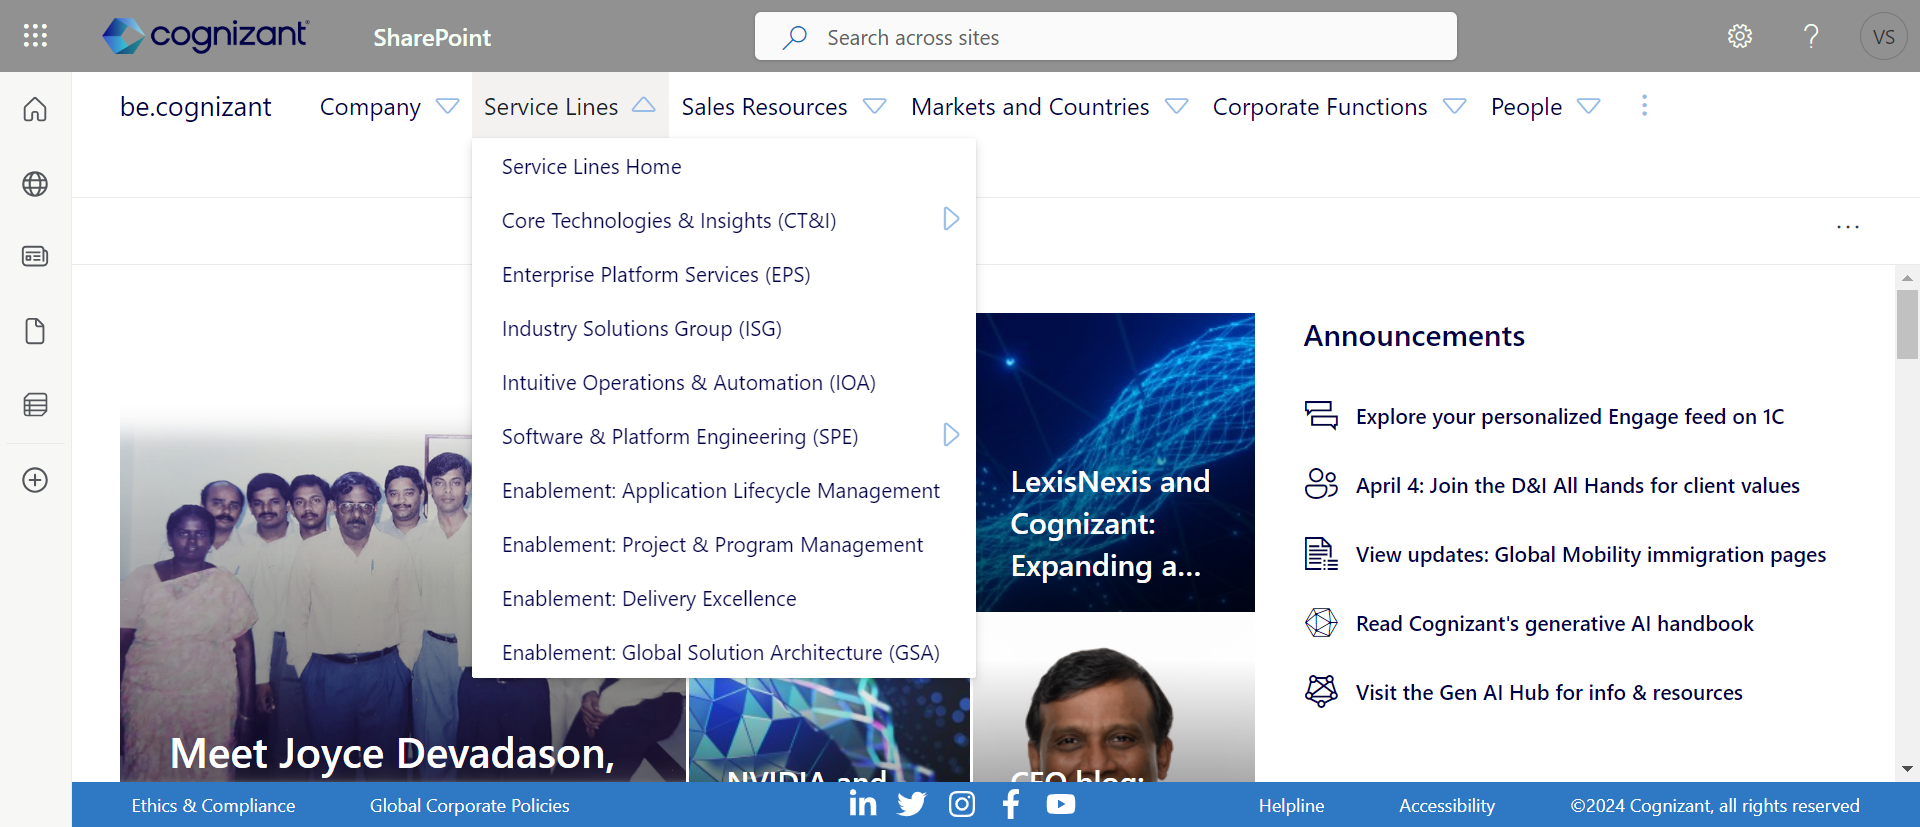 cognizant
SharePoint
Search across sites
VS
be.cognizant
Company
Service Lines
Sales Resources
Markets and Countries
Corporate Functions
People
Service Lines Home
Core Technologies & Insights (CT&I)
Enterprise Platform Services (EPS)
Industry Solutions Group (ISG)
Intuitive Operations & Automation (IOA)
Software & Platform Engineering (SPE)
Enablement: Application Lifecycle Management
Enablement: Project & Program Management
Enablement: Delivery Excellence
Enablement: Global Solution Architecture (GSA)
Meet Joyce Devadason,
NVIDIA and
LexisNexis and
Cognizant:
Expanding a...
CEO blog:
Announcements
Explore your personalized Engage feed on 1C
April 4: Join the D&I All Hands for client values
View updates: Global Mobility immigration pages
Read Cognizant's generative AI handbook
Visit the Gen AI Hub for info & resources
Ethics & Compliance
Global Corporate Policies
Helpline
Accessibility
©2024 Cognizant, all rights reserved